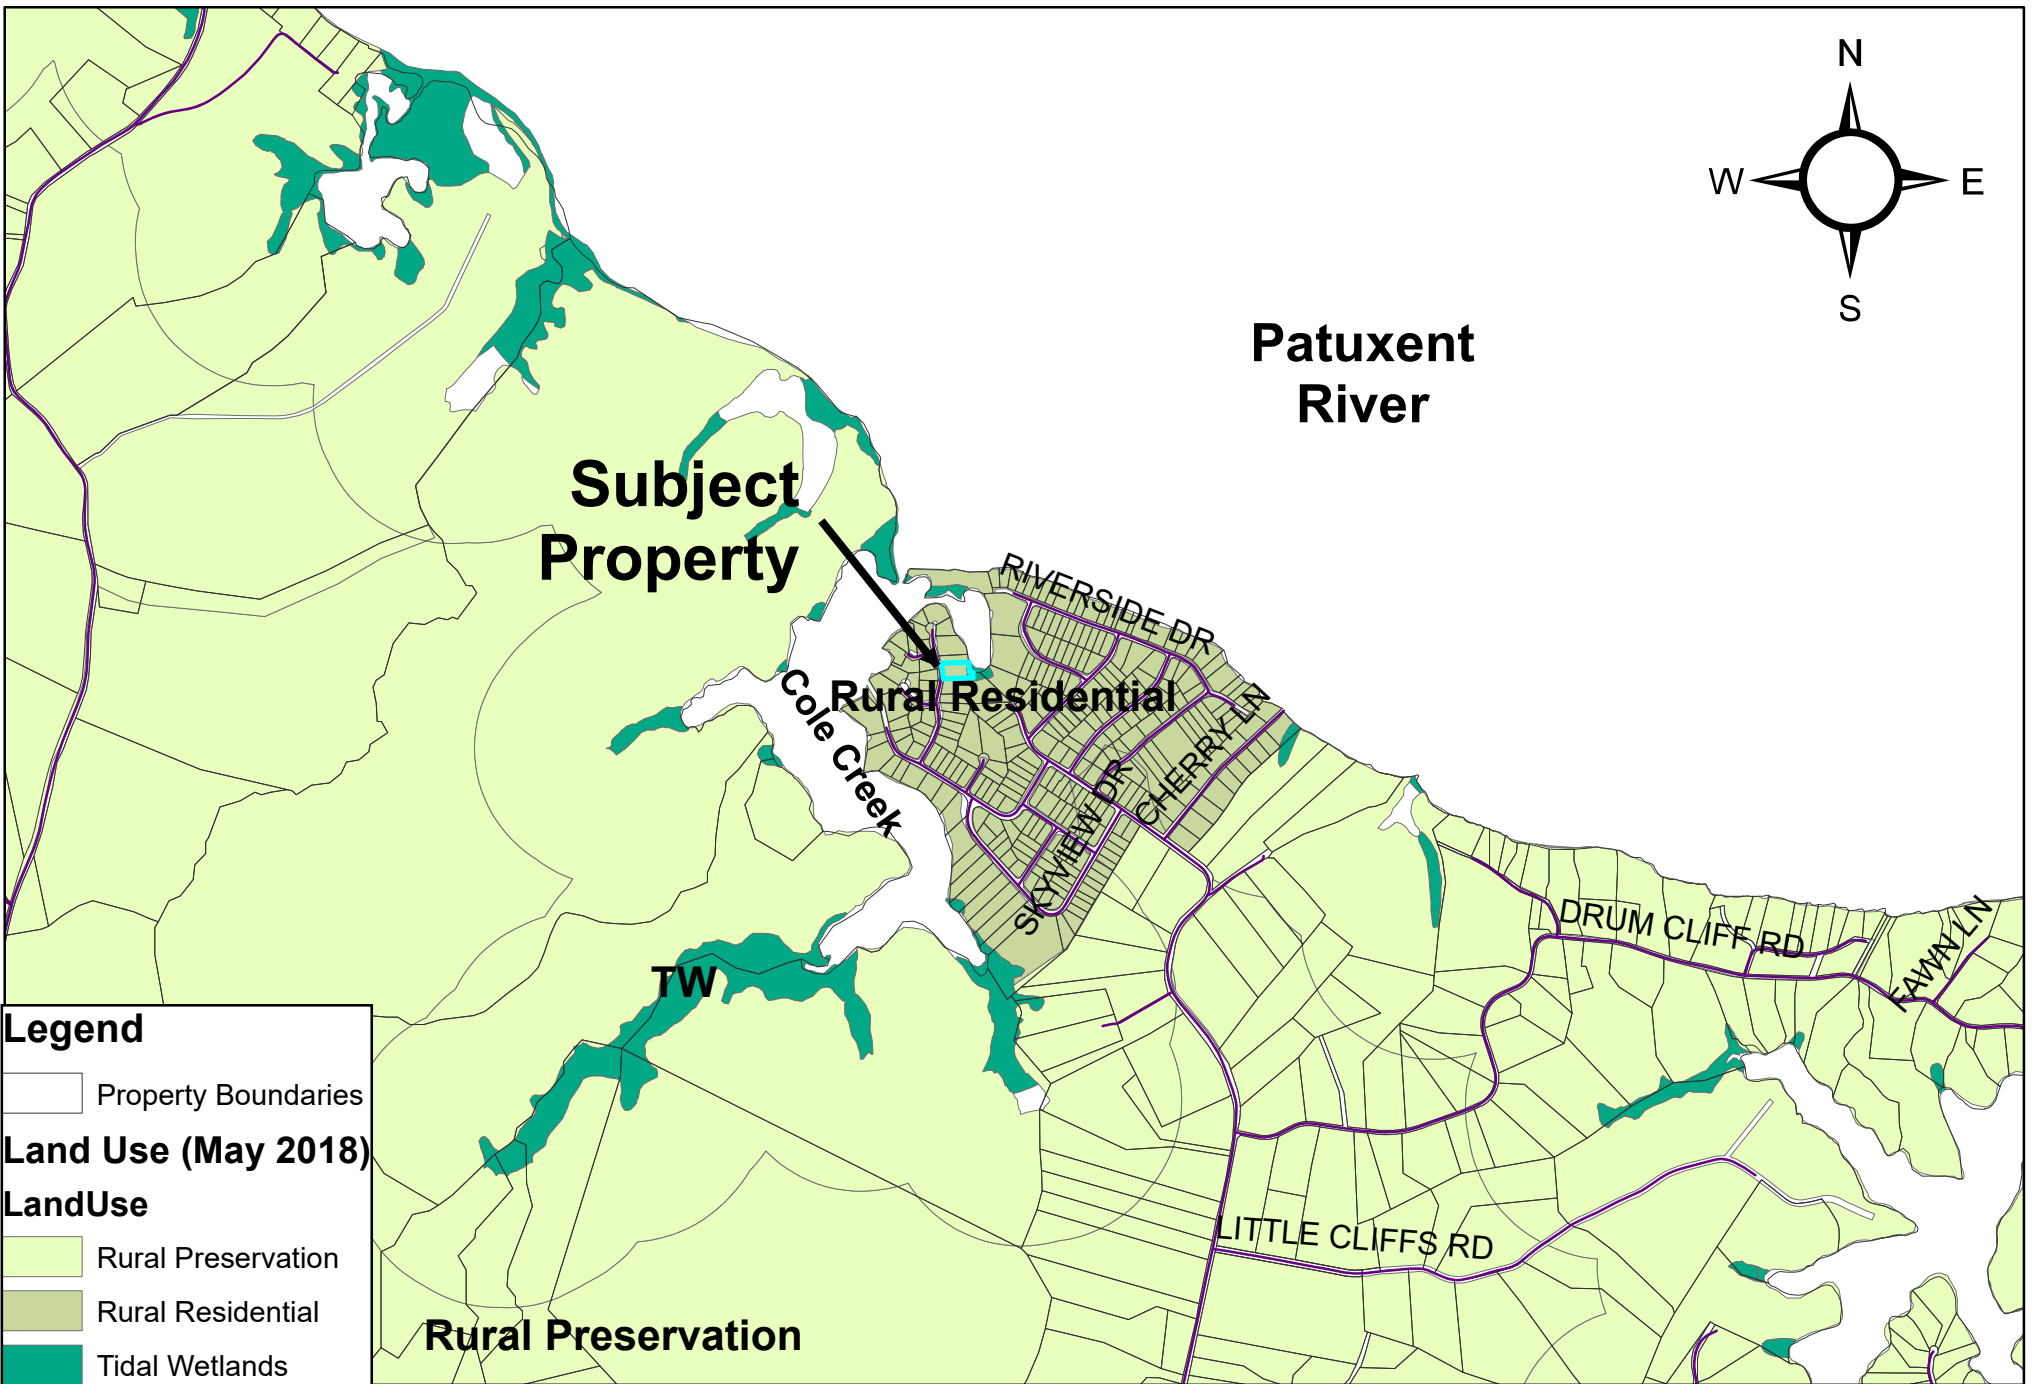 N
W
E
S
Patuxent
River
Subject
Property
RIVERSIDE DR
Rural Residential
Cole Creek
CHERRY LN
SKYVIEW DR
DRUM CLIFF RD
FAWN LN
TW
LITTLE CLIFFS RD
Rural Preservation
Legend
Property Boundaries
Land Use (May 2018)
LandUse
Rural Preservation
Rural Residential
Tidal Wetlands